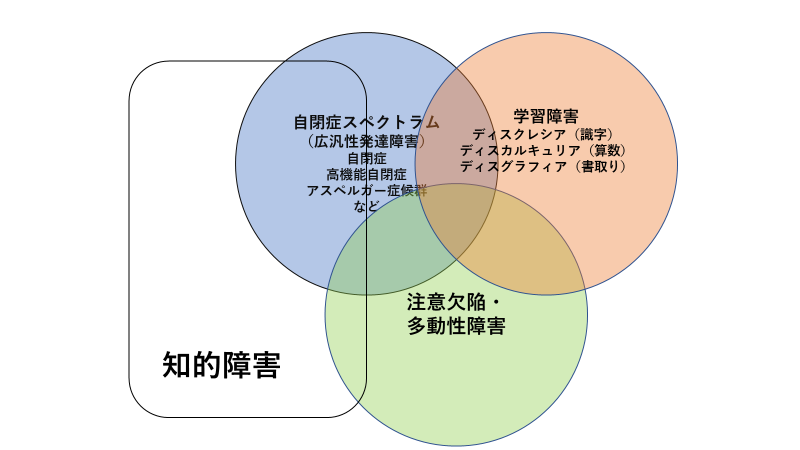 自閉症スペクトラム
（広汎性発達障害）
自閉症
高機能自閉症
アスペルガー症候群
など
学習障害
ディスクレシア（識字）
ディスカルキュリア（算数）
ディスグラフィア（書取り）
注意欠陥・
多動性障害
知的障害